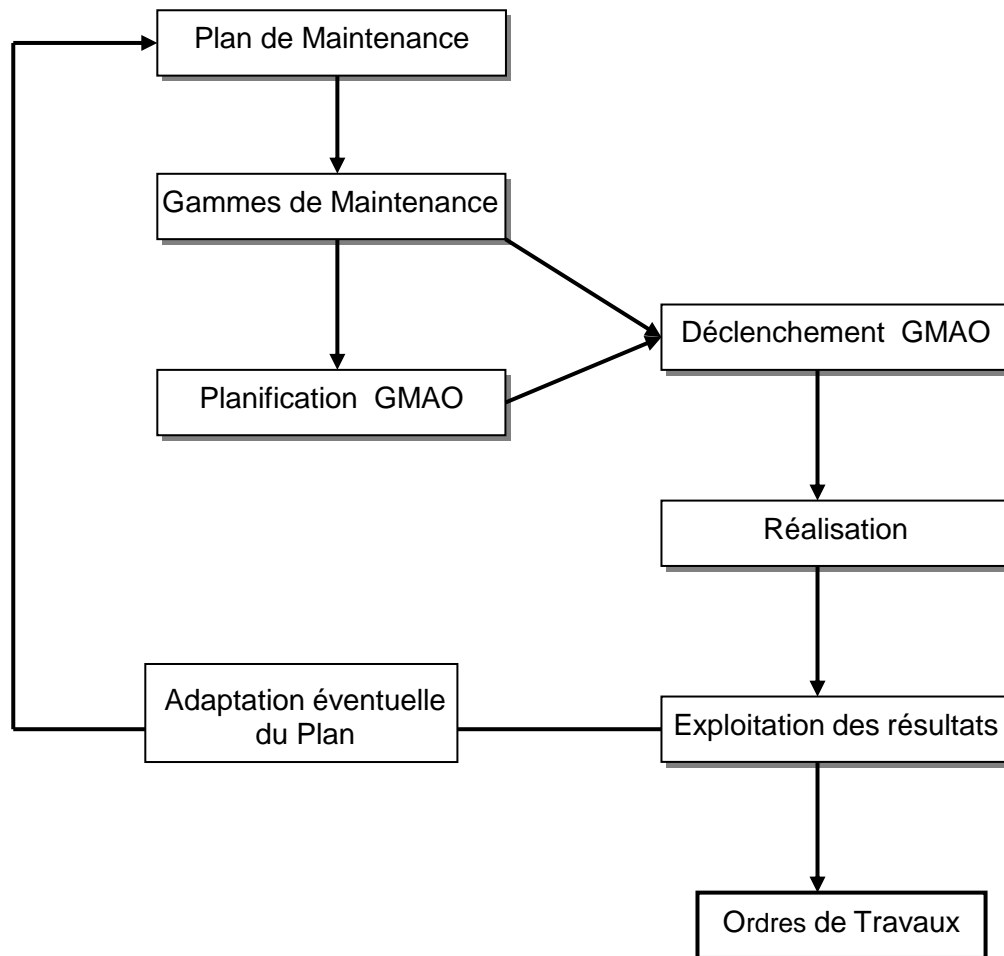 Plan de Maintenance
Gammes de Maintenance
Déclenchement GMAO
Planification GMAO
Réalisation
Adaptation éventuelle
du Plan
Exploitation des résultats
Ordres de Travaux